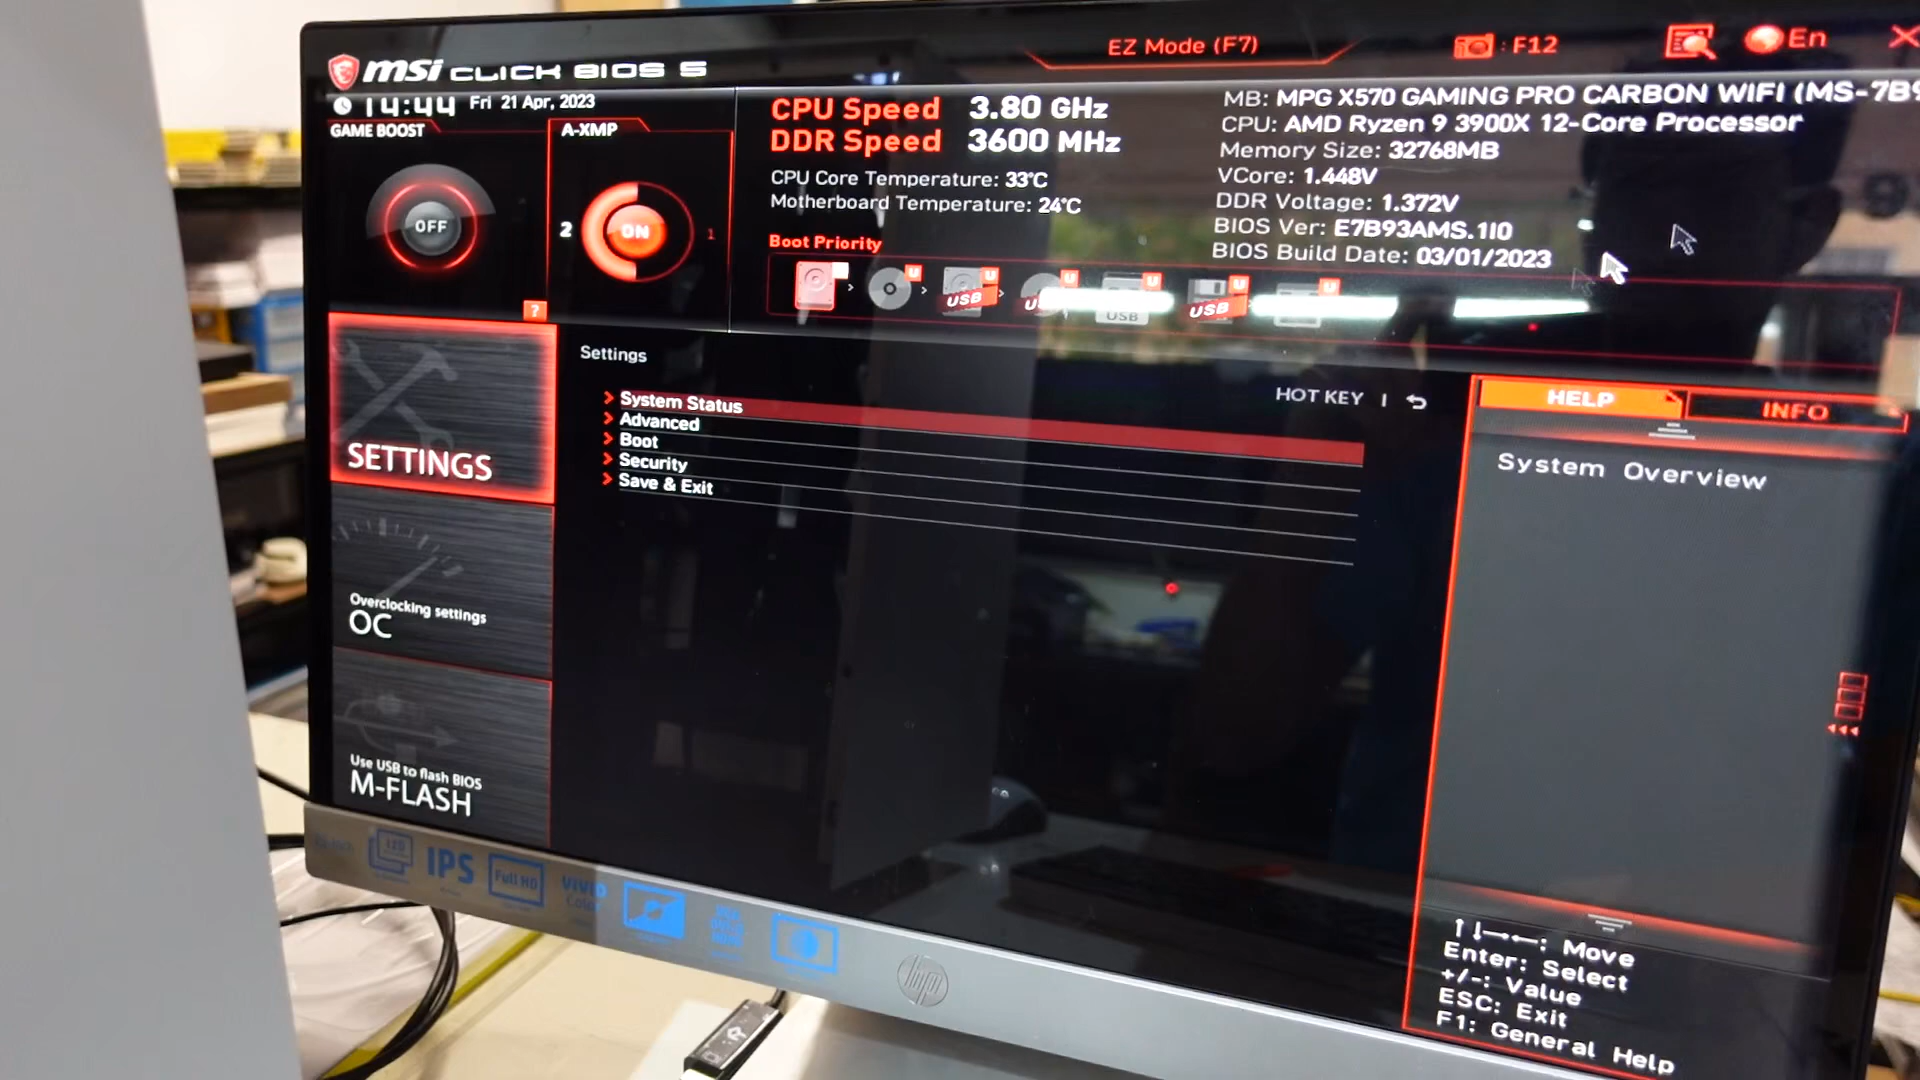 msi CLICK BIOS 5
EZ Mode (F7)
: F12
En
14:44 Fri 21 Apr, 2023
GAME BOOST
OFF
A-XMP
2 ON 1
CPU Speed 3.80 GHz
DDR Speed 3600 MHz
CPU Core Temperature: 33°C
Motherboard Temperature: 24°C
MB: MPG X570 GAMING PRO CARBON WIFI (MS-7B9
CPU: AMD Ryzen 9 3900X 12-Core Processor
Memory Size: 32768MB
VCore: 1.448V
DDR Voltage: 1.372V
BIOS Ver: E7B93AMS.1I0
BIOS Build Date: 03/01/2023
Boot Priority
U U U U U U
USB USB USB
?
SETTINGS
Overclocking settings
OC
Use USB to flash BIOS
M-FLASH
Settings
HOT KEY |
> System Status
> Advanced
> Boot
> Security
> Save & Exit
HELP
INFO
System Overview
↑↓→←: Move
Enter: Select
+/-: Value
ESC: Exit
F1: General Help
IPS
Full HD
ViViD
Color
hp